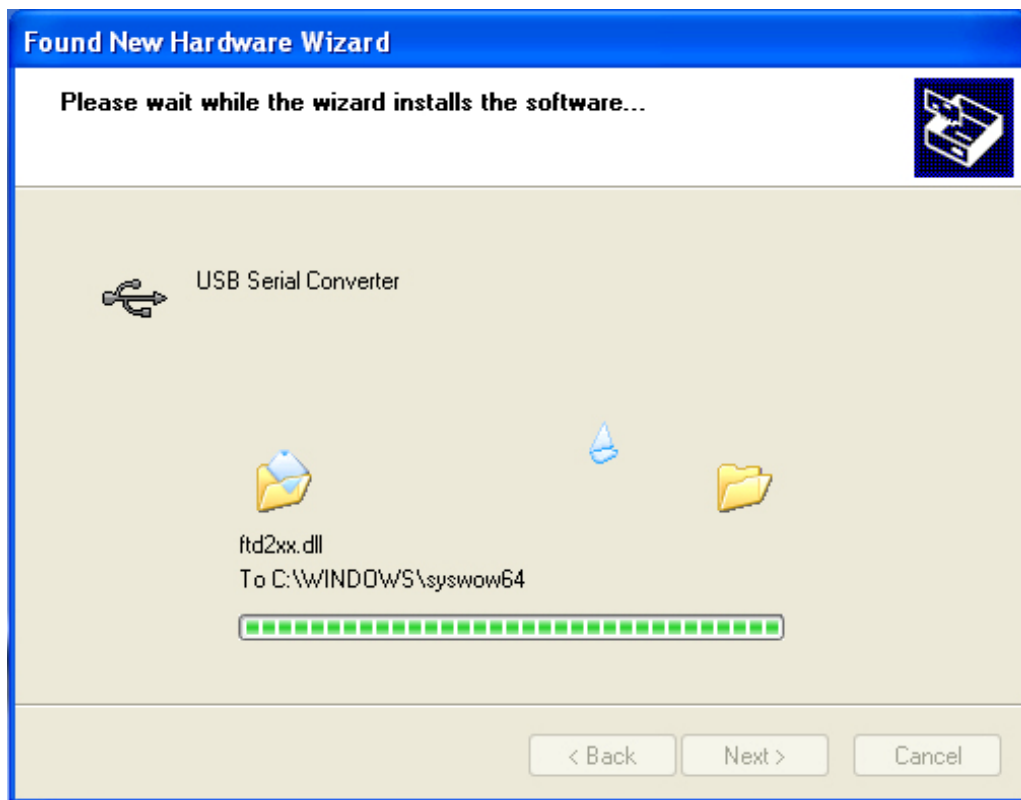 Found New Hardware Wizard
Please wait while the wizard installs the software...
USB Serial Converter
ftd2xx.dll
To C:\WINDOWS\syswow64
< Back
Next >
Cancel